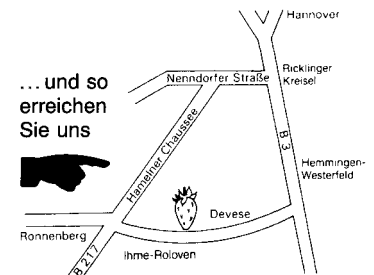 Hannover
... und so
erreichen
Sie uns
Nenndorfer Straße
Ricklinger
Kreisel
Hamelner Chaussee
B 3
Hemmingen-
Westerfeld
Devese
Ronnenberg
B 217
Ihme-Roloven